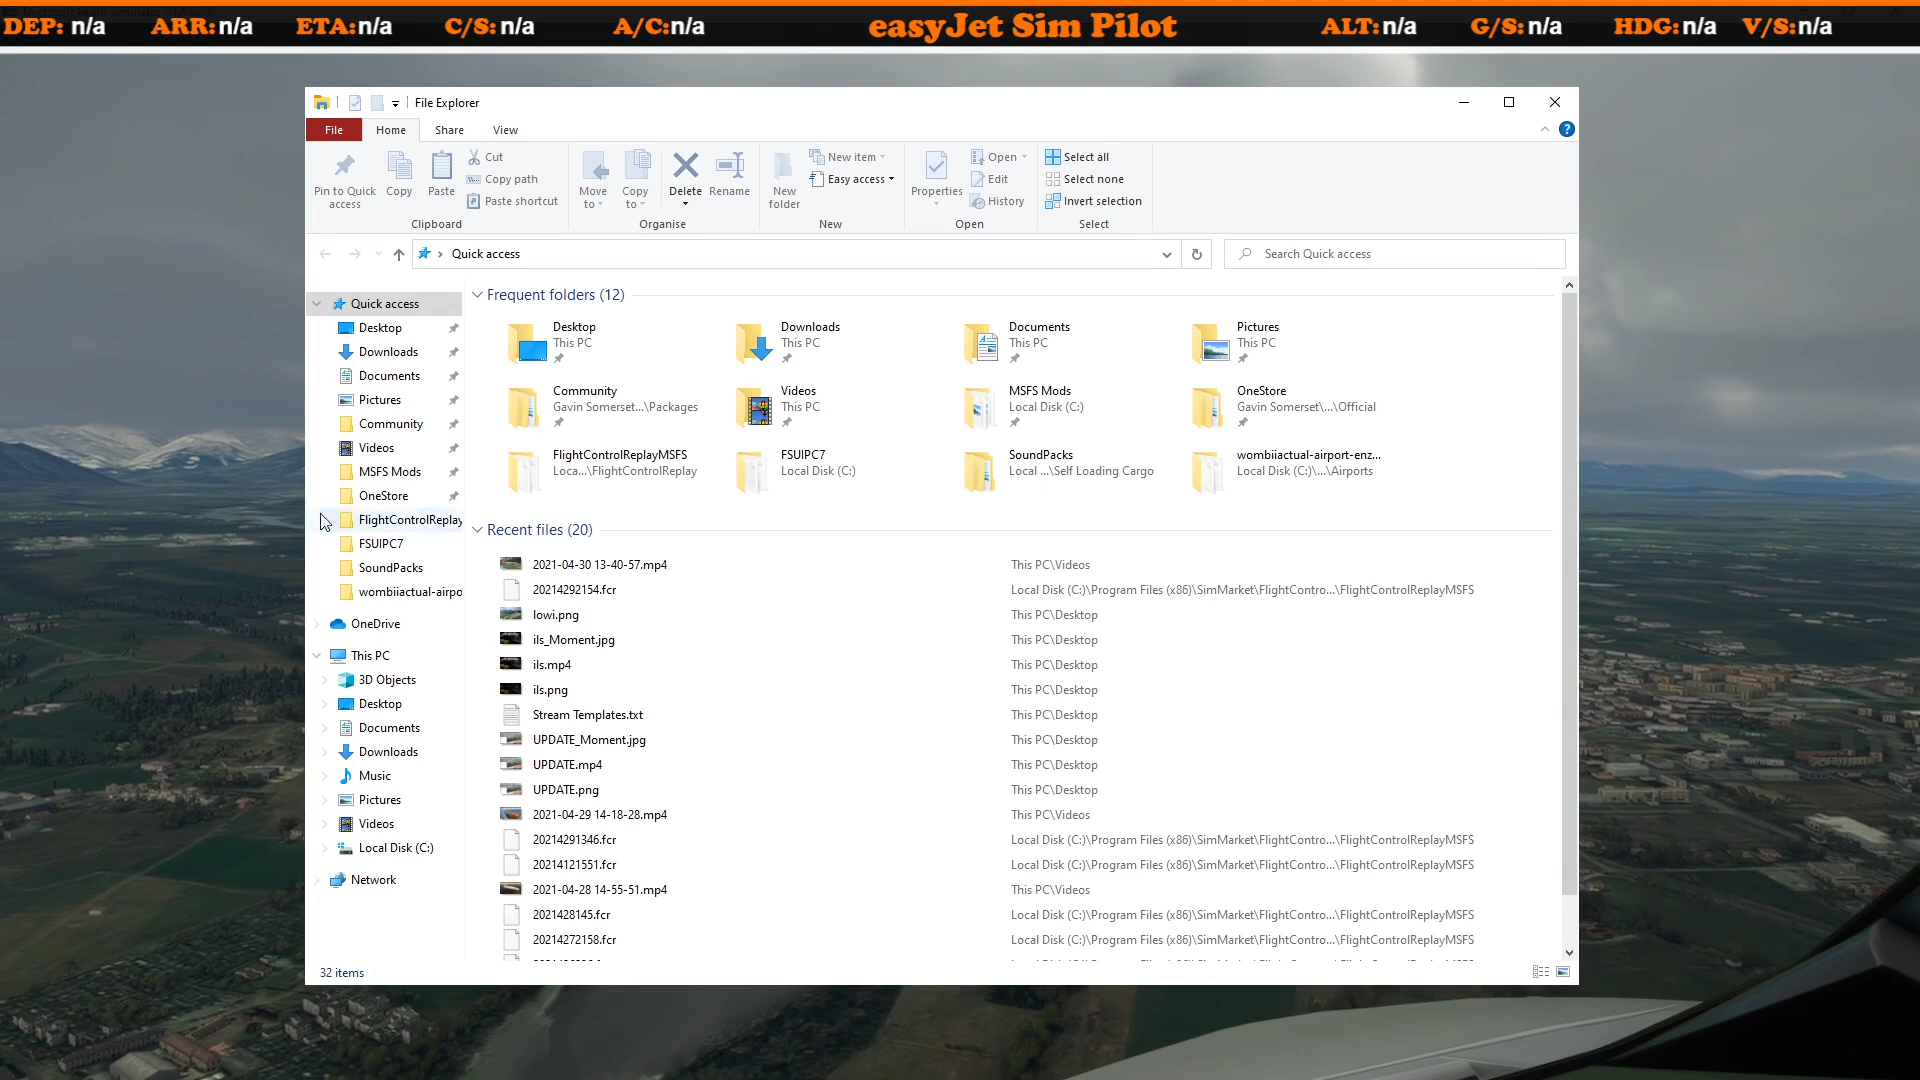 DEP: n/a ARR: n/a ETA:n/a C/S: n/a A/C:n/a easyJet Sim Pilot ALT:n/a G/S: n/a HDG:n/a V/S:n/a
File Explorer
File Home Share View
Pin to Quick access
Copy
Paste
Cut
Copy path
Paste shortcut
Clipboard
Move to
Copy to
Delete
Rename
Organise
New folder
New item
Easy access
New
Properties
Open
Edit
History
Open
Select all
Select none
Invert selection
Select
Quick access
Search Quick access
Quick access
Desktop
Downloads
Documents
Pictures
Community
Videos
MSFS Mods
OneStore
FlightControlReplay
FSUIPC7
SoundPacks
wombiiactual-airpo
OneDrive
This PC
3D Objects
Desktop
Documents
Downloads
Music
Pictures
Videos
Local Disk (C:)
Network
Frequent folders (12)
Desktop
This PC
Downloads
This PC
Documents
This PC
Pictures
This PC
Community
Gavin Somerset...\Packages
Videos
This PC
MSFS Mods
Local Disk (C:)
OneStore
Gavin Somerset\...\Official
FlightControlReplayMSFS
Loca...\FlightControlReplay
FSUIPC7
Local Disk (C:)
SoundPacks
Local ...\Self Loading Cargo
wombiiactual-airport-enz...
Local Disk (C:)\...\Airports
Recent files (20)
2021-04-30 13-40-57.mp4 This PC\Videos
20214292154.fcr Local Disk (C:)\Program Files (x86)\SimMarket\FlightContro...\FlightControlReplayMSFS
lowi.png This PC\Desktop
ils_Moment.jpg This PC\Desktop
ils.mp4 This PC\Desktop
ils.png This PC\Desktop
Stream Templates.txt This PC\Desktop
UPDATE_Moment.jpg This PC\Desktop
UPDATE.mp4 This PC\Desktop
UPDATE.png This PC\Desktop
2021-04-29 14-18-28.mp4 This PC\Videos
20214291346.fcr Local Disk (C:)\Program Files (x86)\SimMarket\FlightContro...\FlightControlReplayMSFS
20214121551.fcr Local Disk (C:)\Program Files (x86)\SimMarket\FlightContro...\FlightControlReplayMSFS
2021-04-28 14-55-51.mp4 This PC\Videos
2021428145.fcr Local Disk (C:)\Program Files (x86)\SimMarket\FlightContro...\FlightControlReplayMSFS
20214272158.fcr Local Disk (C:)\Program Files (x86)\SimMarket\FlightContro...\FlightControlReplayMSFS
32 items